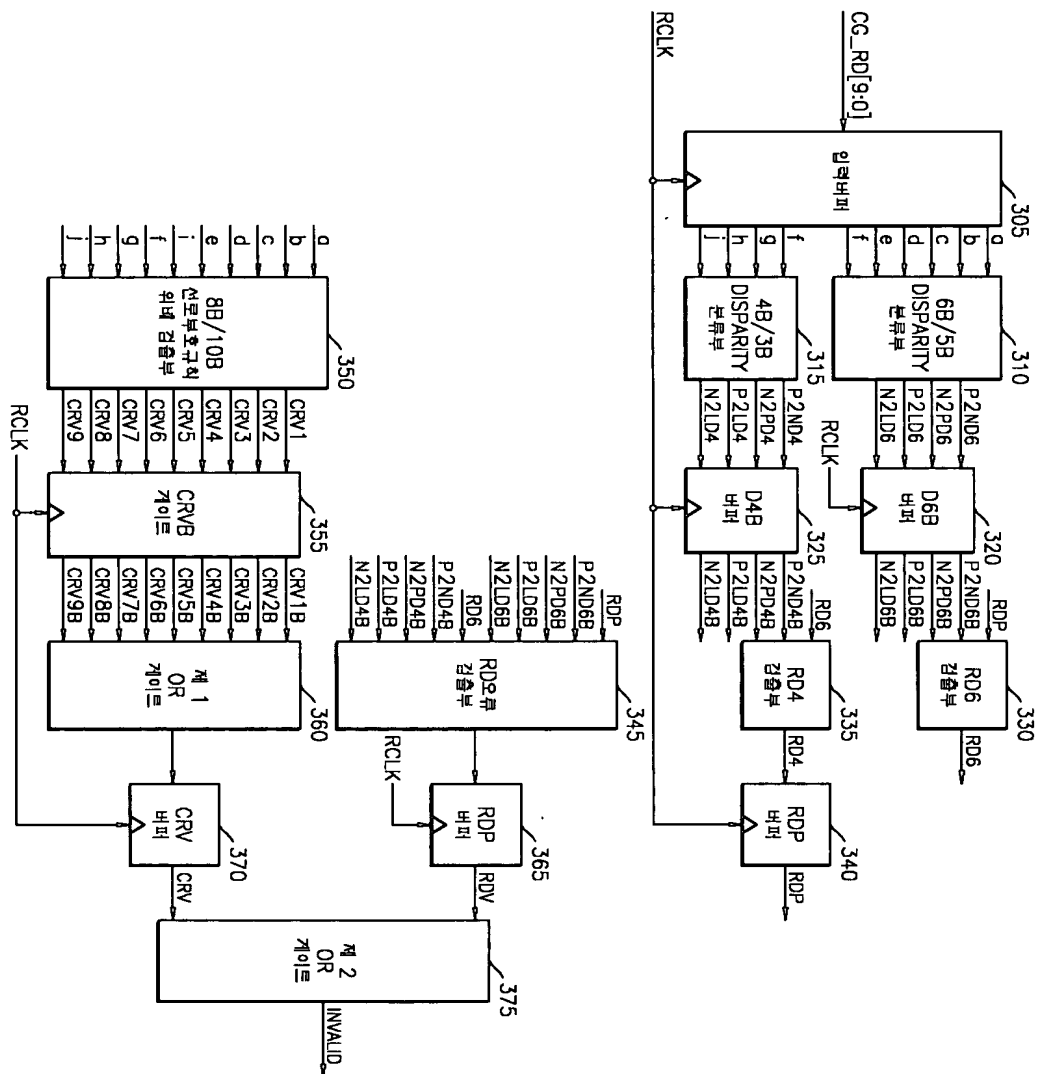 CG_RD[9:0]
RCLK
입력버퍼
305
a
b
c
d
e
f
f
g
h
j
6B/5B
DISPARITY
분류부
310
4B/3B
DISPARITY
분류부
315
P2ND6
N2PD6
P2LD6
N2LD6
RCLK
P2ND4
N2PD4
P2LD4
N2LD4
D6B
버퍼
320
D4B
버퍼
325
RDP
P2ND6B
N2PD6B
P2LD6B
N2LD6B
RD6
P2ND4B
N2PD4B
P2LD4B
N2LD4B
RD6
검출부
330
RD6
RD4
검출부
335
RD4
RDP
버퍼
340
RDP
RDP
P2ND6B
N2PD6B
P2LD6B
N2LD6B
RD6
P2ND4B
N2PD4B
P2LD4B
N2LD4B
RD오류
검출부
345
RCLK
RDP
버퍼
365
RDV
a
b
c
d
e
i
f
g
h
j
8B/10B
선로부호규칙
위배 검출부
350
CRV1
CRV2
CRV3
CRV4
CRV5
CRV6
CRV7
CRV8
CRV9
RCLK
CRVB
게이트
355
CRV1B
CRV2B
CRV3B
CRV4B
CRV5B
CRV6B
CRV7B
CRV8B
CRV9B
제 1
OR
게이트
360
CRV
버퍼
370
CRV
제 2
OR
게이트
375
INVALID